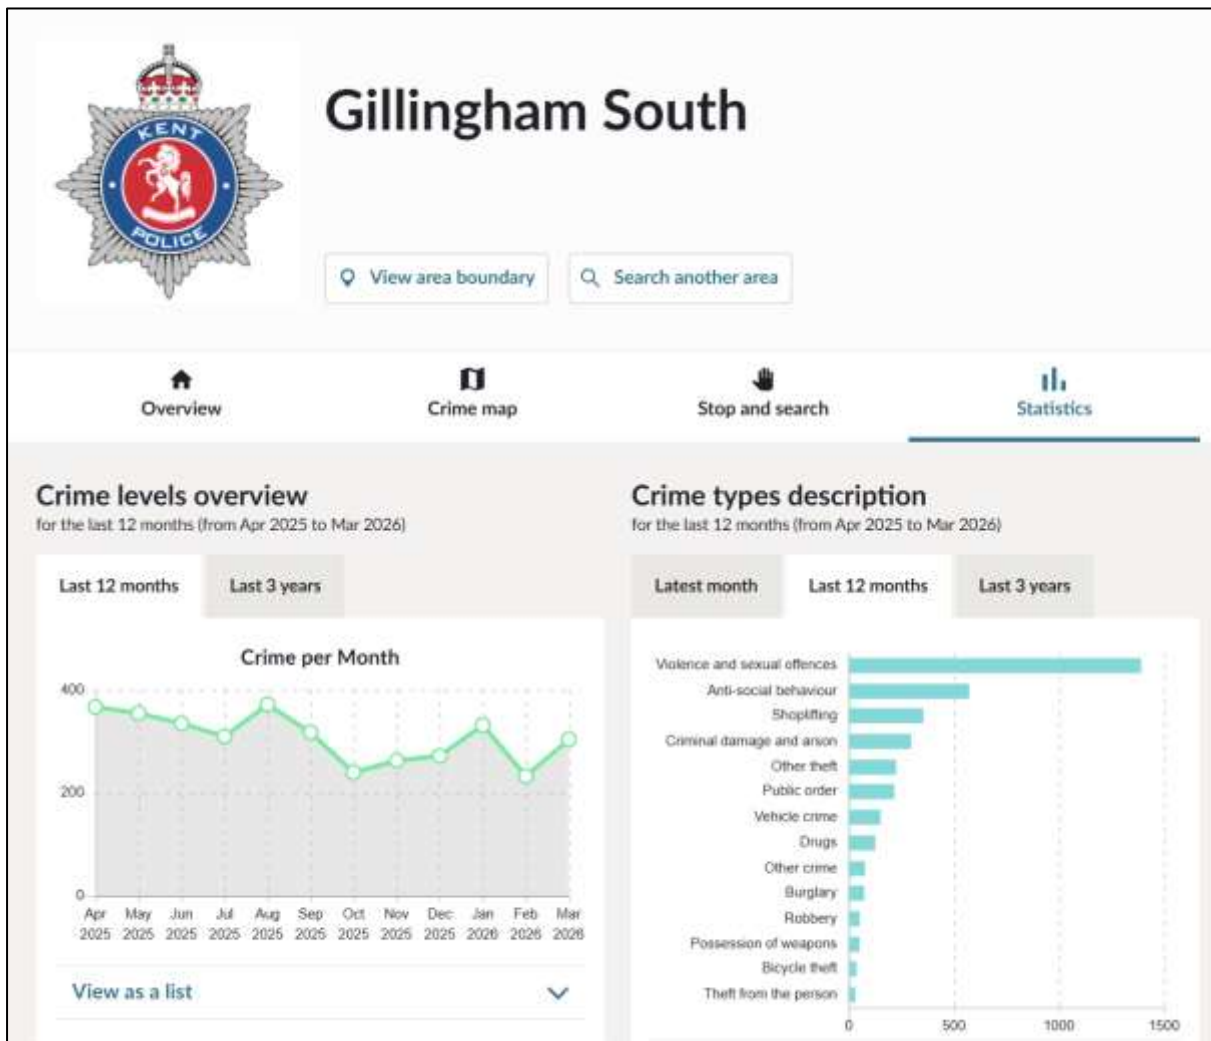 KENT
POLICE
Gillingham South
View area boundary
Search another area
Overview
Crime map
Stop and search
Statistics
Crime levels overview
for the last 12 months (from Apr 2025 to Mar 2026)
Last 12 months
Last 3 years
Crime per Month
400
200
0
Apr 2025
May 2025
Jun 2025
Jul 2025
Aug 2025
Sep 2025
Oct 2025
Nov 2025
Dec 2025
Jan 2026
Feb 2026
Mar 2026
View as a list
Crime types description
for the last 12 months (from Apr 2025 to Mar 2026)
Latest month
Last 12 months
Last 3 years
Violence and sexual offences
Anti-social behaviour
Shoplifting
Criminal damage and arson
Other theft
Public order
Vehicle crime
Drugs
Other crime
Burglary
Robbery
Possession of weapons
Bicycle theft
Theft from the person
0 500 1000 1500